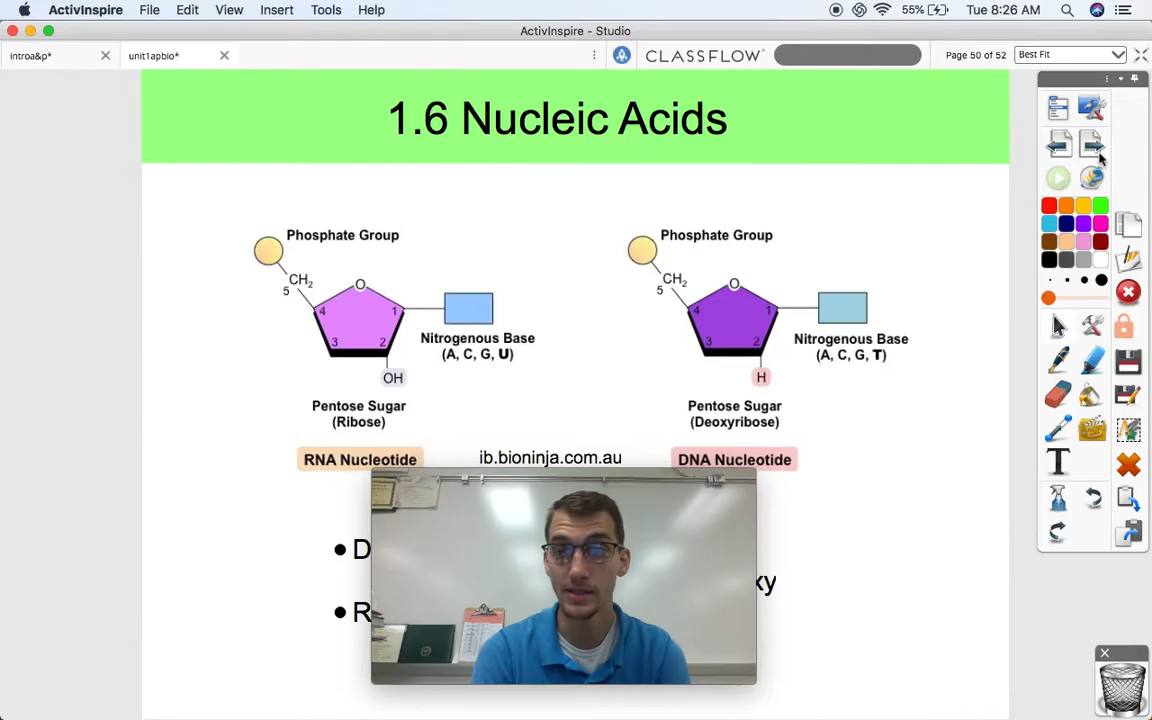 ActivInspire File Edit View Insert Tools Help 55% Tue 8:26 AM
ActivInspire - Studio
introa&p* unit1apbio* CLASSFLOW Page 50 of 52 Best Fit
1.6 Nucleic Acids
Phosphate Group
CH2
5
O
4
1
3
2
OH
Nitrogenous Base
(A, C, G, U)
Pentose Sugar
(Ribose)
RNA Nucleotide
ib.bioninja.com.au
Phosphate Group
CH2
5
O
4
1
3
2
H
Nitrogenous Base
(A, C, G, T)
Pentose Sugar
(Deoxyribose)
DNA Nucleotide
• D
xy
• R
T